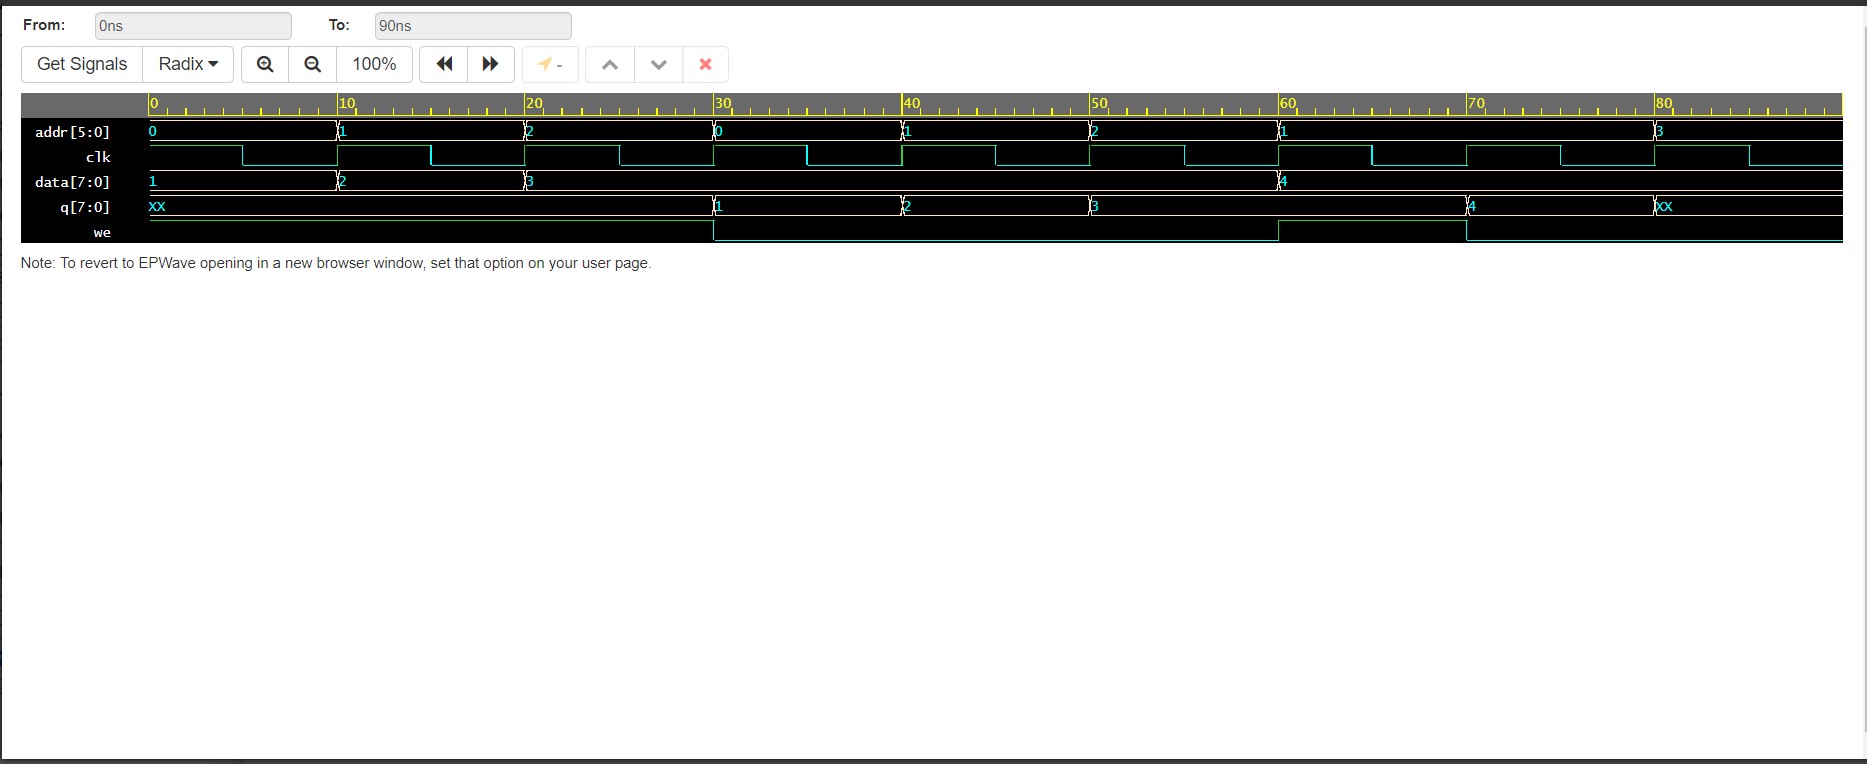 From: 0ns To: 90ns
Get Signals Radix 100% -
0 10 20 30 40 50 60 70 80
addr[5:0] 0 1 2 0 1 2 1 3
clk
data[7:0] 1 2 3 4
q[7:0] XX 1 2 3 4 XX
we
Note: To revert to EPWave opening in a new browser window, set that option on your user page.